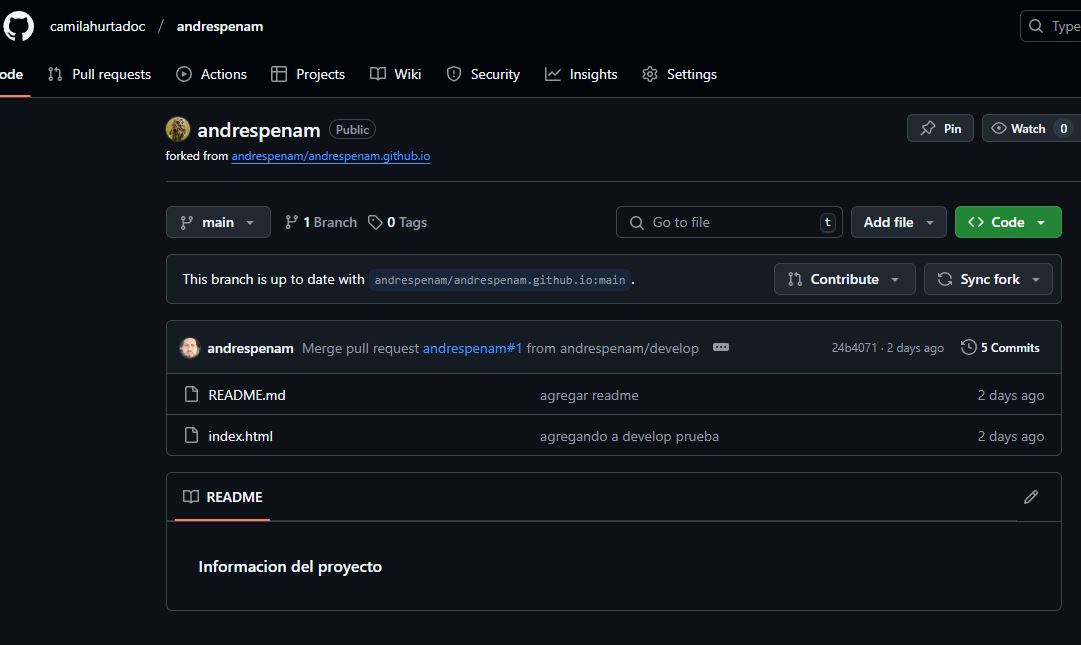 camilahurtadoc / andrespenam
Type
ode Pull requests Actions Projects Wiki Security Insights Settings
andrespenam Public
Pin Watch 0
forked from andrespenam/andrespenam.github.io
main 1 Branch 0 Tags Go to file t Add file Code
This branch is up to date with andrespenam/andrespenam.github.io:main . Contribute Sync fork
andrespenam Merge pull request andrespenam#1 from andrespenam/develop 24b4071 · 2 days ago 5 Commits
README.md agregar readme 2 days ago
index.html agregando a develop prueba 2 days ago
README
Informacion del proyecto